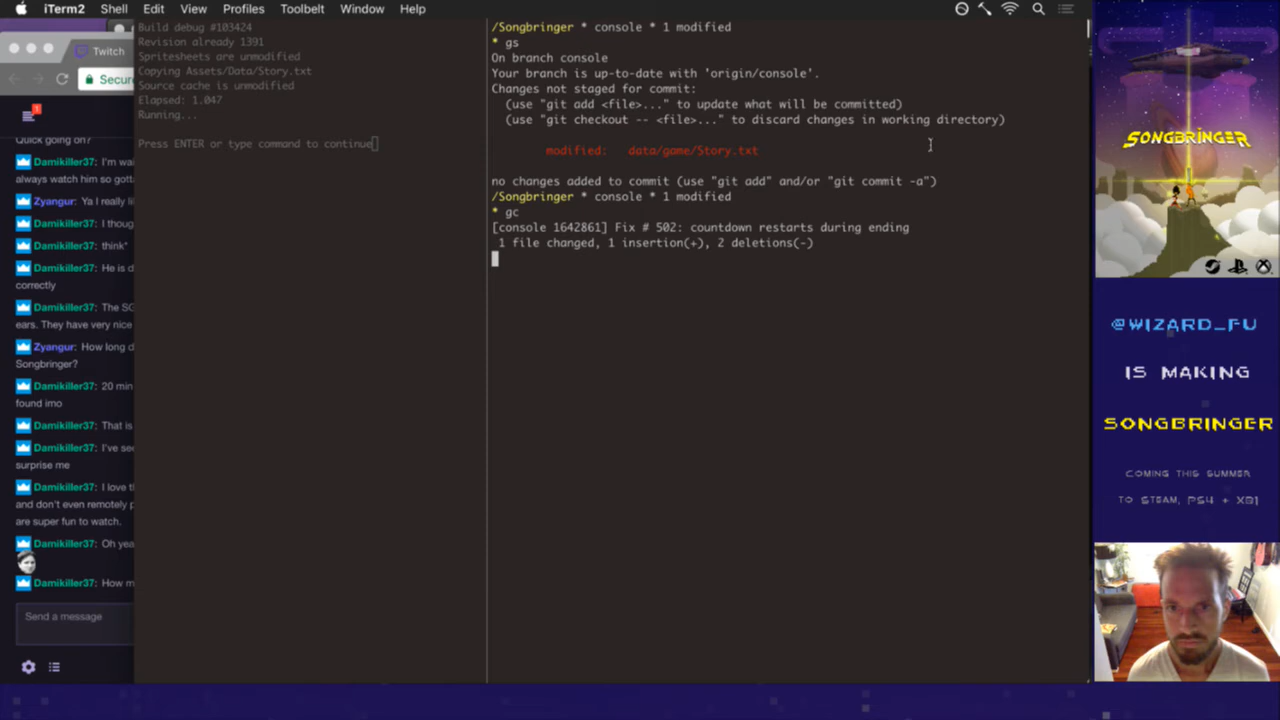 iTerm2 Shell Edit View Profiles Toolbelt Window Help
Twitch
Secure
1
Quick going on?
Damikiller37: I'm wai
always watch him so gott
Zyangur: Ya I really li
Damikiller37: I thoug
Damikiller37: think*
Damikiller37: He is d
correctly
Damikiller37: The SG
ears. They have very nice
Zyangur: How long d
Songbringer?
Damikiller37: 20 min
found imo
Damikiller37: That is
Damikiller37: I've see
surprise me
Damikiller37: I love th
and don't even remotely p
are super fun to watch.
Damikiller37: Oh yea
Damikiller37: How m
Send a message
Build debug #103424
Revision already 1391
Spritesheets are unmodified
Copying Assets/Data/Story.txt
Source cache is unmodified
Elapsed: 1.047
Running...
Press ENTER or type command to continue
/Songbringer * console * 1 modified
* gs
On branch console
Your branch is up-to-date with 'origin/console'.
Changes not staged for commit:
(use "git add <file>..." to update what will be committed)
(use "git checkout -- <file>..." to discard changes in working directory)
modified: data/game/Story.txt
no changes added to commit (use "git add" and/or "git commit -a")
/Songbringer * console * 1 modified
* gc
[console 1642861] Fix # 502: countdown restarts during ending
1 file changed, 1 insertion(+), 2 deletions(-)
SONGBRINGER
@WIZARD_FU
IS MAKING
SONGBRINGER
COMING THIS SUMMER
TO STEAM, PS4 + XB1